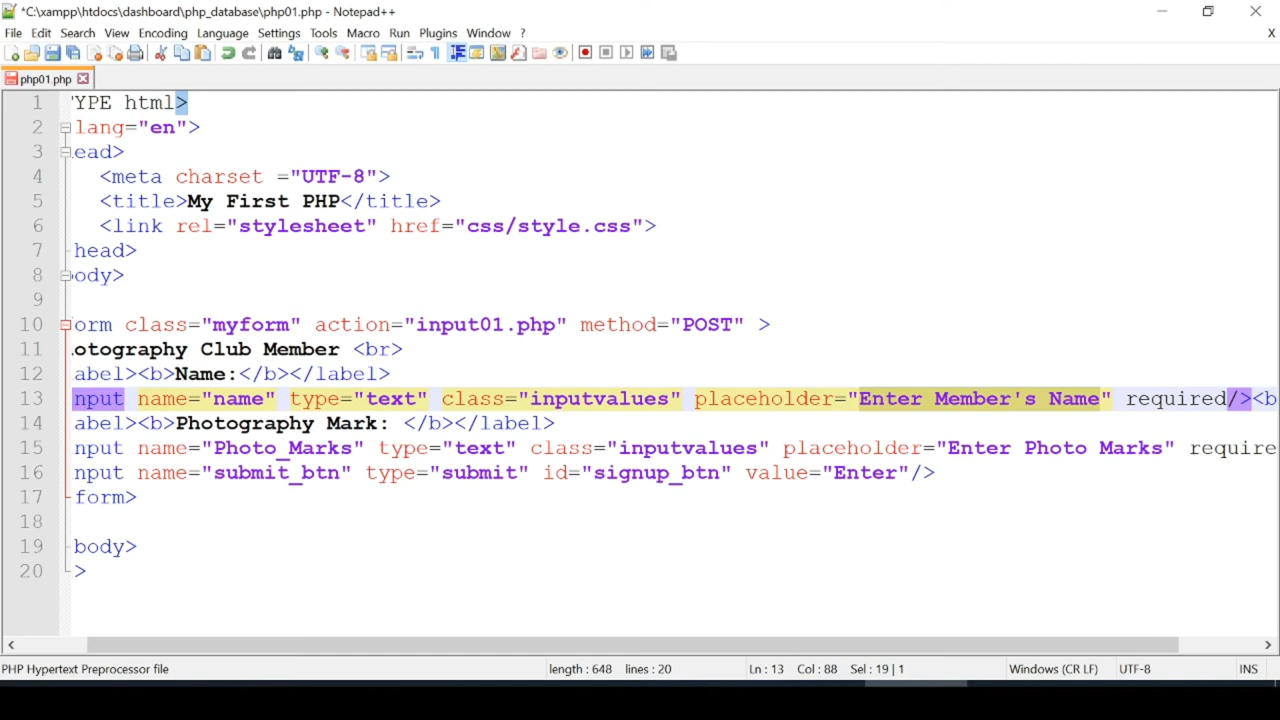 *C:\xampp\htdocs\dashboard\php_database\php01.php - Notepad++
File Edit Search View Encoding Language Settings Tools Macro Run Plugins Window ? X
php01.php
1 'YPE html>
2 lang="en">
3 ead>
4 <meta charset ="UTF-8">
5 <title>My First PHP</title>
6 <link rel="stylesheet" href="css/style.css">
7 head>
8 ody>
9
10 orm class="myform" action="input01.php" method="POST" >
11 otography Club Member <br>
12 abel><b>Name:</b></label>
13 nput name="name" type="text" class="inputvalues" placeholder="Enter Member's Name" required/><b
14 abel><b>Photography Mark: </b></label>
15 nput name="Photo_Marks" type="text" class="inputvalues" placeholder="Enter Photo Marks" require
16 nput name="submit_btn" type="submit" id="signup_btn" value="Enter"/>
17 form>
18
19 body>
20 >
PHP Hypertext Preprocessor file length : 648 lines : 20 Ln : 13 Col : 88 Sel : 19 | 1 Windows (CR LF) UTF-8 INS